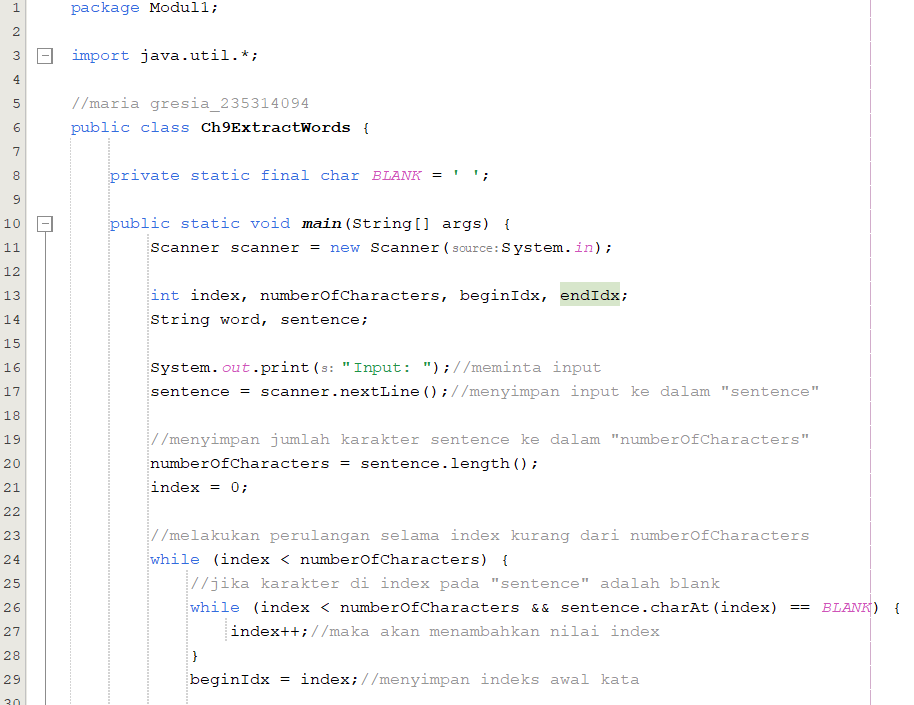 1 package Modul1;
2
3 import java.util.*;
4
5 //maria gresia_235314094
6 public class Ch9ExtractWords {
7
8 private static final char BLANK = ' ';
9
10 public static void main(String[] args) {
11 Scanner scanner = new Scanner(source:System.in);
12
13 int index, numberOfCharacters, beginIdx, endIdx;
14 String word, sentence;
15
16 System.out.print(s: "Input: ");//meminta input
17 sentence = scanner.nextLine();//menyimpan input ke dalam "sentence"
18
19 //menyimpan jumlah karakter sentence ke dalam "numberOfCharacters"
20 numberOfCharacters = sentence.length();
21 index = 0;
22
23 //melakukan perulangan selama index kurang dari numberOfCharacters
24 while (index < numberOfCharacters) {
25 //jika karakter di index pada "sentence" adalah blank
26 while (index < numberOfCharacters && sentence.charAt(index) == BLANK) {
27 index++;//maka akan menambahkan nilai index
28 }
29 beginIdx = index;//menyimpan indeks awal kata
30